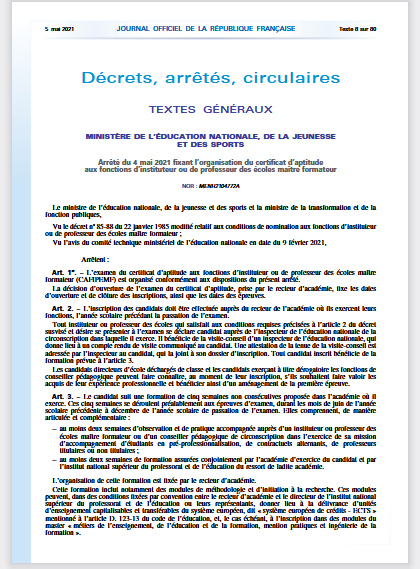 5 mai 2021 JOURNAL OFFICIEL DE LA RÉPUBLIQUE FRANÇAISE Texte 8 sur 80
Décrets, arrêtés, circulaires
TEXTES GÉNÉRAUX
MINISTÈRE DE L'ÉDUCATION NATIONALE, DE LA JEUNESSE
ET DES SPORTS
Arrêté du 4 mai 2021 fixant l'organisation du certificat d'aptitude
aux fonctions d'instituteur ou de professeur des écoles maître formateur
NOR : MENH2104772A
Le ministre de l'éducation nationale, de la jeunesse et des sports et la ministre de la transformation et de la
fonction publiques,
Vu le décret n° 85-88 du 22 janvier 1985 modifié relatif aux conditions de nomination aux fonctions d'instituteur
ou de professeur des écoles maître formateur ;
Vu l'avis du comité technique ministériel de l'éducation nationale en date du 9 février 2021,
Arrêtent :
Art. 1er. – L'examen du certificat d'aptitude aux fonctions d'instituteur ou de professeur des écoles maître
formateur (CAFIPEMF) est organisé conformément aux dispositions du présent arrêté.
La décision d'ouverture de l'examen du certificat d'aptitude, prise par le recteur d'académie, fixe les dates
d'ouverture et de clôture des inscriptions, ainsi que les dates des épreuves.
Art. 2. – L'inscription des candidats doit être effectuée auprès du recteur de l'académie où ils exercent leurs
fonctions, l'année scolaire précédant la passation de l'examen.
Tout instituteur ou professeur des écoles qui satisfait aux conditions requises précisées à l'article 2 du décret
susvisé et désire se présenter à l'examen se déclare candidat auprès de l'inspecteur de l'éducation nationale de la
circonscription dans laquelle il exerce. Il bénéficie de la visite-conseil d'un inspecteur de l'éducation nationale, qui
donne lieu à un compte rendu de visite communiqué au candidat. Une attestation de la tenue de la visite-conseil est
adressée par l'inspecteur au candidat, qui la joint à son dossier d'inscription. Tout candidat inscrit bénéficie de la
formation prévue à l'article 3.
Les candidats directeurs d'école déchargés de classe et les candidats exerçant à titre dérogatoire les fonctions de
conseiller pédagogique peuvent faire connaître, au moment de leur inscription, s'ils souhaitent faire valoir les
acquis de leur expérience professionnelle et bénéficier ainsi d'un aménagement de la première épreuve.
Art. 3. – Le candidat suit une formation de cinq semaines non consécutives proposée dans l'académie où il
exerce. Ces cinq semaines se déroulent préalablement aux épreuves d'examen, durant les mois de juin de l'année
scolaire précédente à décembre de l'année scolaire de passation de l'examen. Elles comprennent, de manière
articulée et complémentaire :
– au moins deux semaines d'observation et de pratique accompagnée auprès d'un instituteur ou professeur des
écoles maître formateur ou d'un conseiller pédagogique de circonscription dans l'exercice de sa mission
d'accompagnement d'étudiants en pré-professionnalisation, de contractuels alternants, de professeurs
titulaires ou non titulaires ;
– au moins deux semaines de formation assurées conjointement par l'académie d'exercice du candidat et par
l'institut national supérieur du professorat et de l'éducation du ressort de ladite académie.
L'organisation de cette formation est fixée par le recteur d'académie.
Cette formation inclut notamment des modules de méthodologie et d'initiation à la recherche. Ces modules
peuvent, dans des conditions fixées par convention entre le recteur d'académie et le directeur de l'institut national
supérieur du professorat et de l'éducation ou leurs représentants, donner lieu à la délivrance d'unités
d'enseignement capitalisables et transférables du système européen, dit « système européen de crédits - ECTS »
mentionné à l'article D. 123-13 du code de l'éducation, et, le cas échéant, à l'inscription dans des modules du
master « métiers de l'enseignement, de l'éducation et de la formation, mention pratiques et ingénierie de la
formation ».